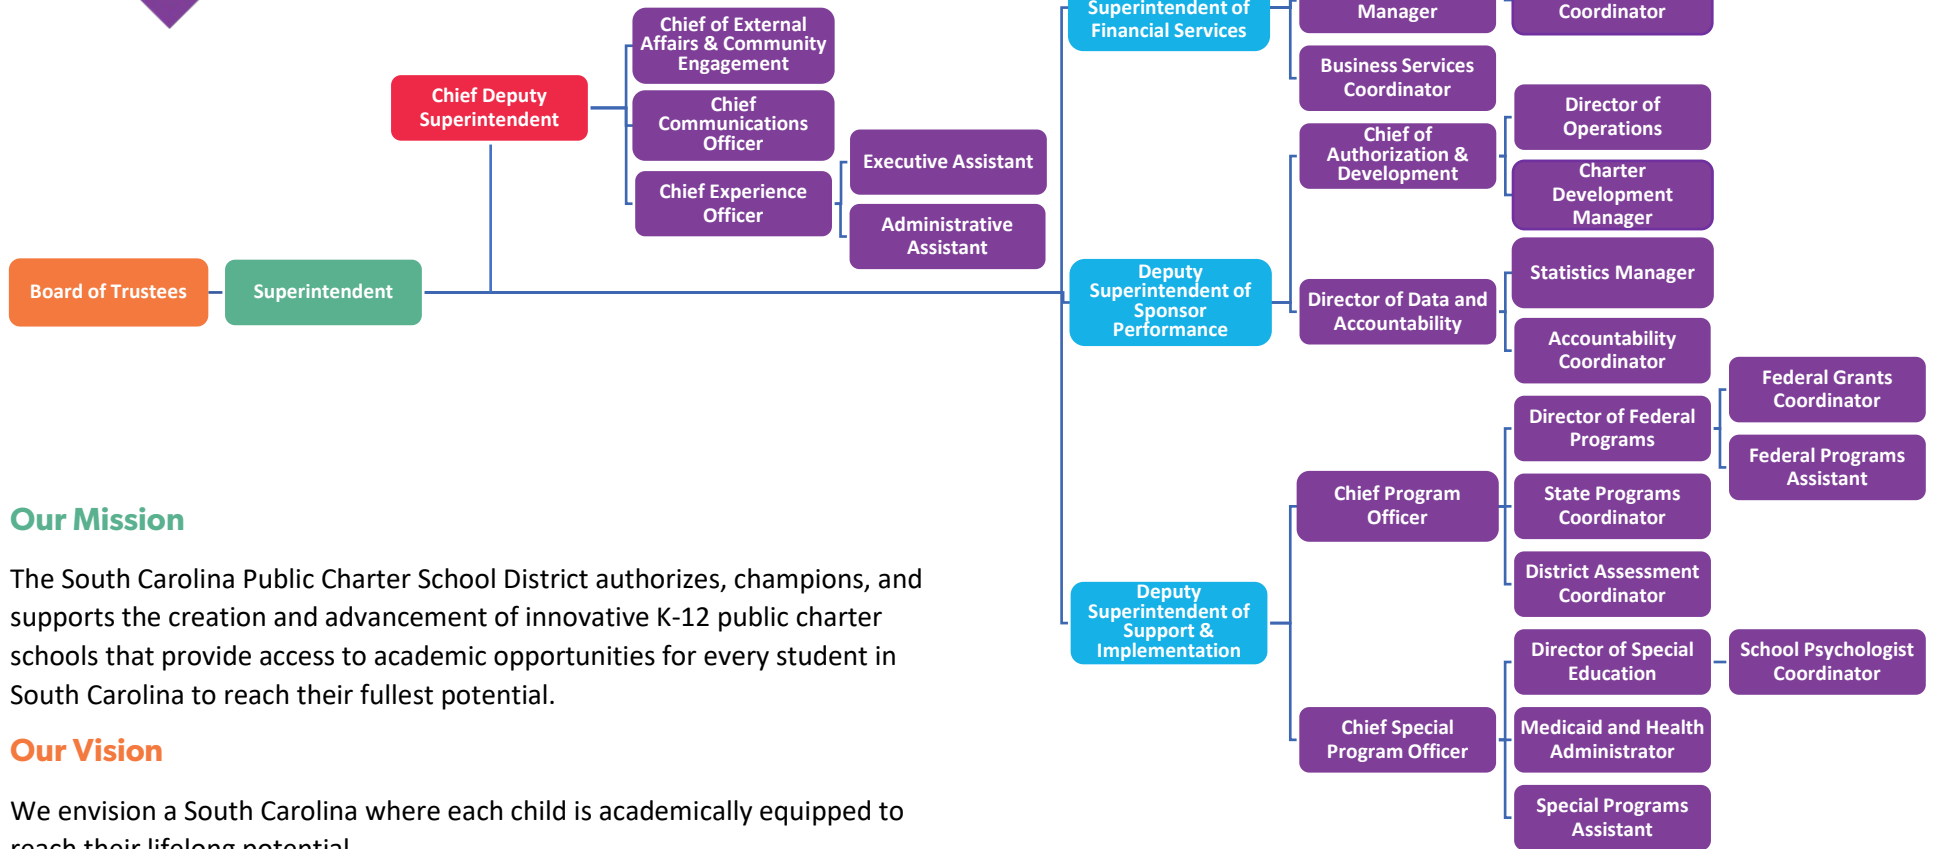 Superintendent of
Financial Services
Manager
Coordinator
Chief of External
Affairs & Community
Engagement
Business Services
Coordinator
Chief Deputy
Superintendent
Chief
Communications
Officer
Director of
Operations
Chief of
Authorization &
Development
Executive Assistant
Chief Experience
Officer
Charter
Development
Manager
Administrative
Assistant
Board of Trustees
Superintendent
Deputy
Superintendent of
Sponsor
Performance
Director of Data and
Accountability
Statistics Manager
Accountability
Coordinator
Federal Grants
Coordinator
Director of Federal
Programs
Federal Programs
Assistant
Chief Program
Officer
State Programs
Coordinator
District Assessment
Coordinator
Deputy
Superintendent of
Support &
Implementation
Director of Special
Education
School Psychologist
Coordinator
Chief Special
Program Officer
Medicaid and Health
Administrator
Special Programs
Assistant
Our Mission
The South Carolina Public Charter School District authorizes, champions, and
supports the creation and advancement of innovative K-12 public charter
schools that provide access to academic opportunities for every student in
South Carolina to reach their fullest potential.
Our Vision
We envision a South Carolina where each child is academically equipped to
reach their lifelong potential